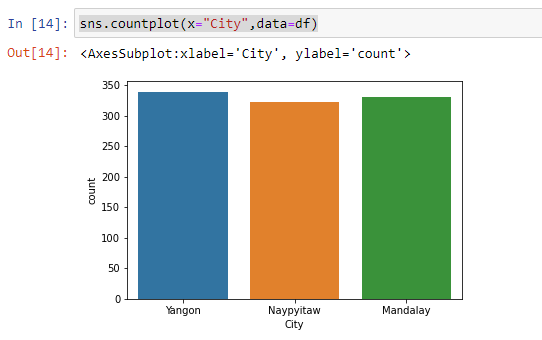 In [14]: sns.countplot(x="City",data=df)
Out[14]: <AxesSubplot:xlabel='City', ylabel='count'>
350
300
250
200
150
100
50
0
count
Yangon Naypyitaw Mandalay
City